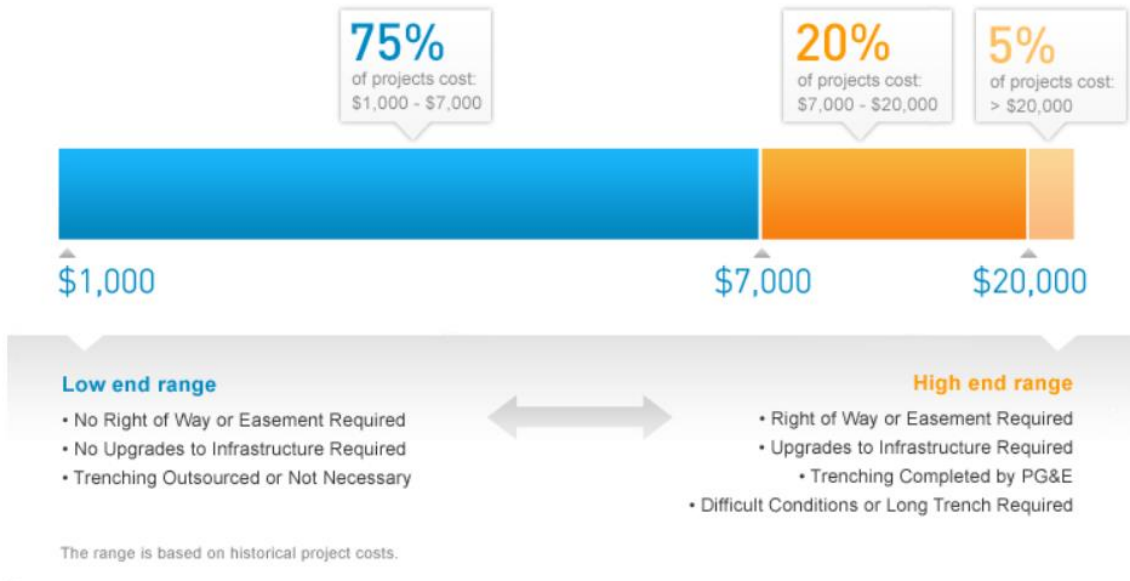 75%
of projects cost:
$1,000 - $7,000
20%
of projects cost:
$7,000 - $20,000
5%
of projects cost:
> $20,000
$1,000
$7,000
$20,000
Low end range
• No Right of Way or Easement Required
• No Upgrades to Infrastructure Required
• Trenching Outsourced or Not Necessary
High end range
• Right of Way or Easement Required
• Upgrades to Infrastructure Required
• Trenching Completed by PG&E
• Difficult Conditions or Long Trench Required
The range is based on historical project costs.